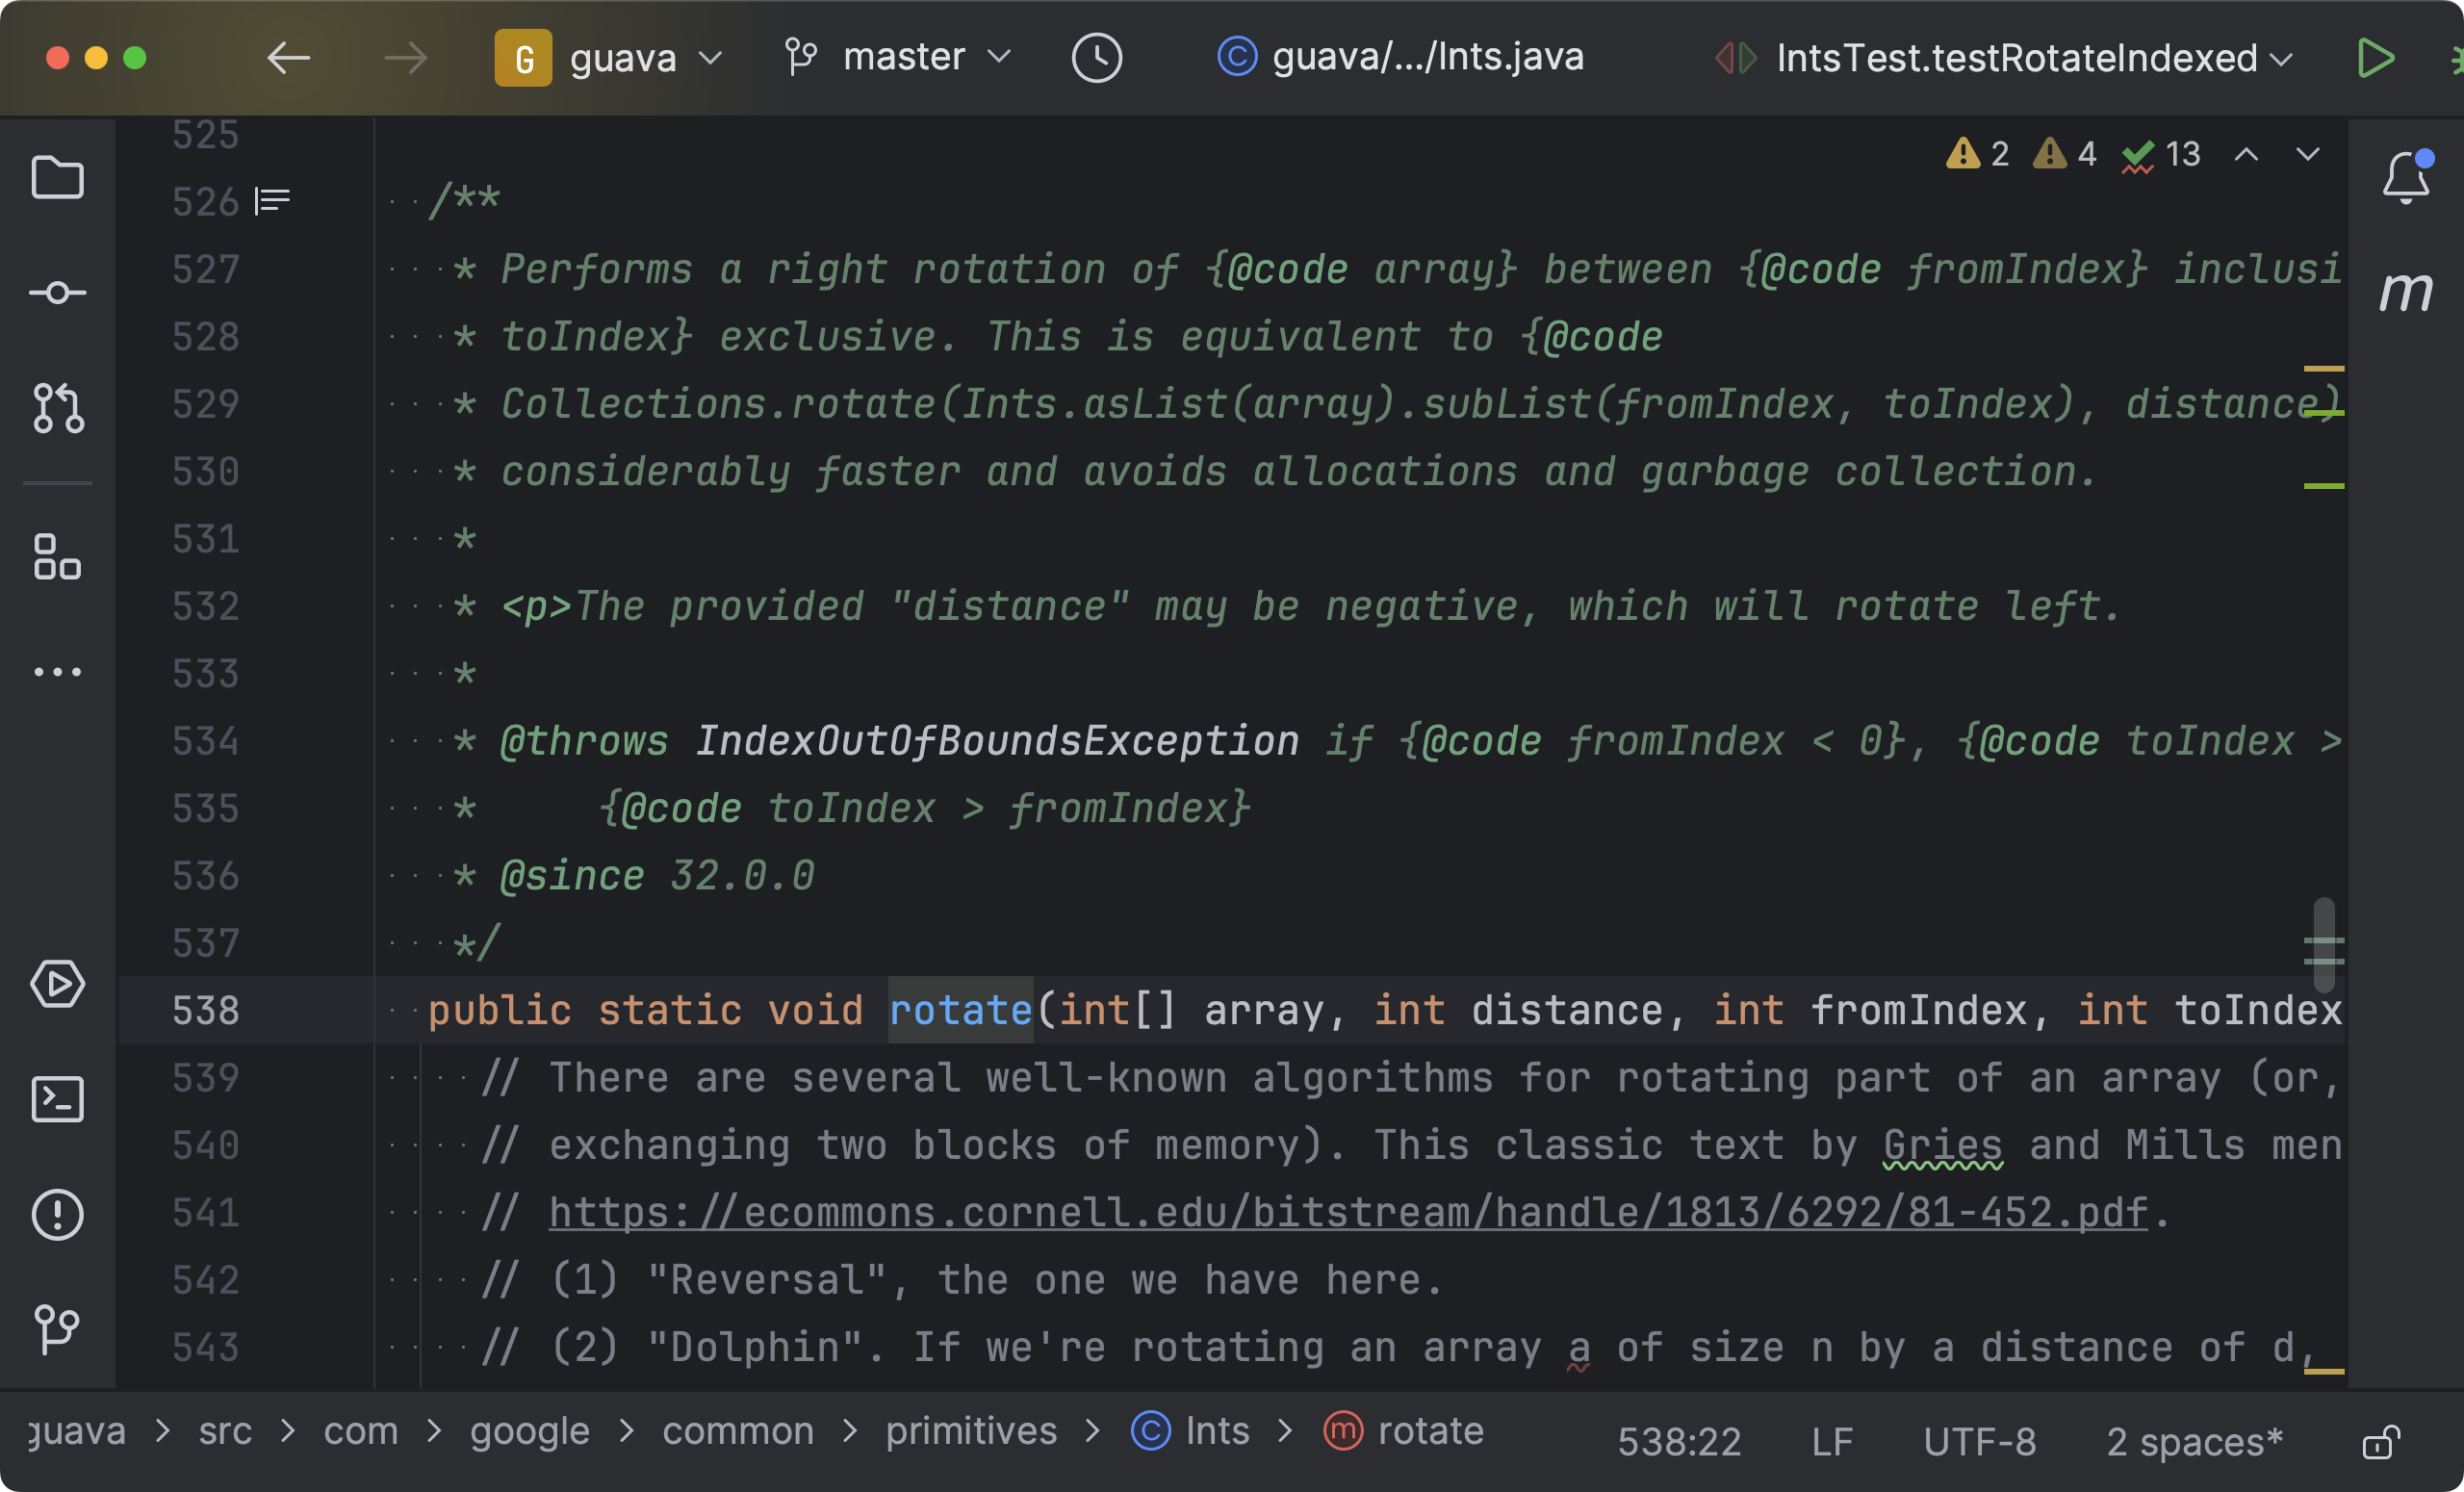 G guava master guava/.../Ints.java IntsTest.testRotateIndexed
525
2 4 13
526 /**
527 * Performs a right rotation of {@code array} between {@code fromIndex} inclusi
528 * toIndex} exclusive. This is equivalent to {@code
529 * Collections.rotate(Ints.asList(array).subList(fromIndex, toIndex), distance)
530 * considerably faster and avoids allocations and garbage collection.
531 *
532 * <p>The provided "distance" may be negative, which will rotate left.
533 *
534 * @throws IndexOutOfBoundsException if {@code fromIndex < 0}, {@code toIndex >
535 *     {@code toIndex > fromIndex}
536 * @since 32.0.0
537 */
538 public static void rotate(int[] array, int distance, int fromIndex, int toIndex
539 // There are several well-known algorithms for rotating part of an array (or,
540 // exchanging two blocks of memory). This classic text by Gries and Mills men
541 // https://ecommons.cornell.edu/bitstream/handle/1813/6292/81-452.pdf.
542 // (1) "Reversal", the one we have here.
543 // (2) "Dolphin". If we're rotating an array a of size n by a distance of d,
guava > src > com > google > common > primitives > Ints > rotate 538:22 LF UTF-8 2 spaces*